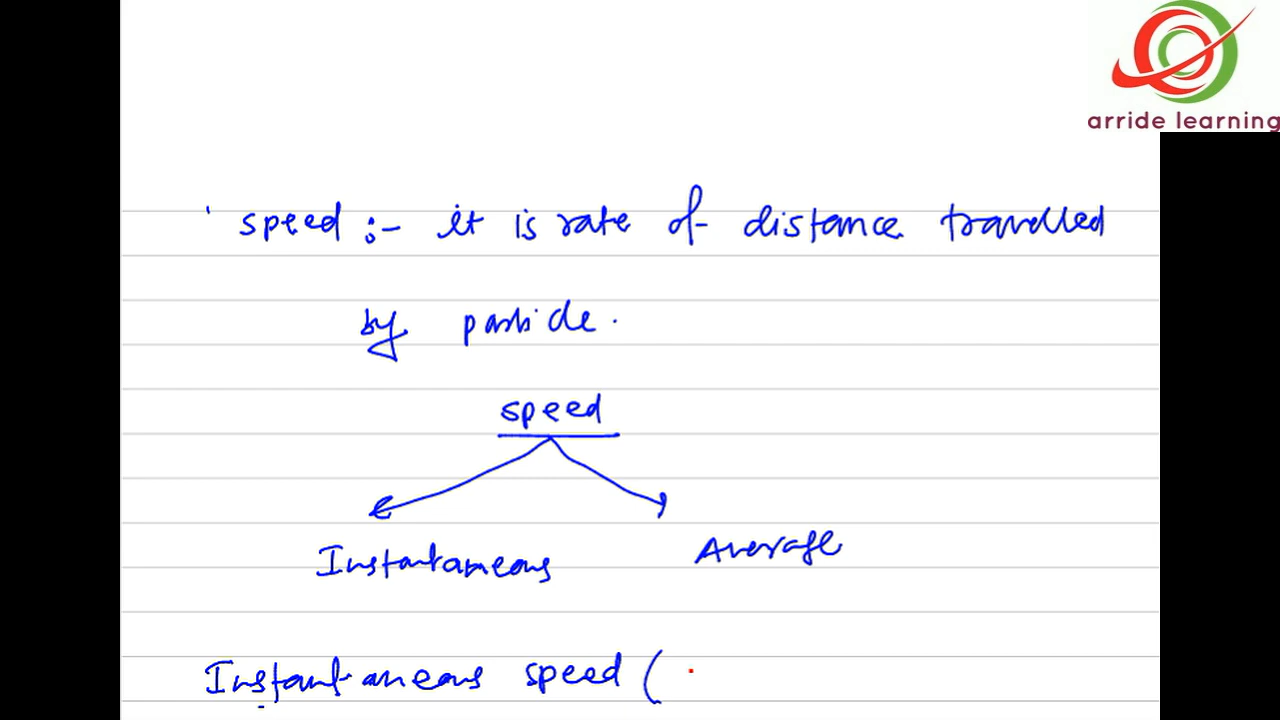 arride learning
speed :- it is rate of distance travelled
by particle.
speed
Instantaneous Average
Instantaneous speed (